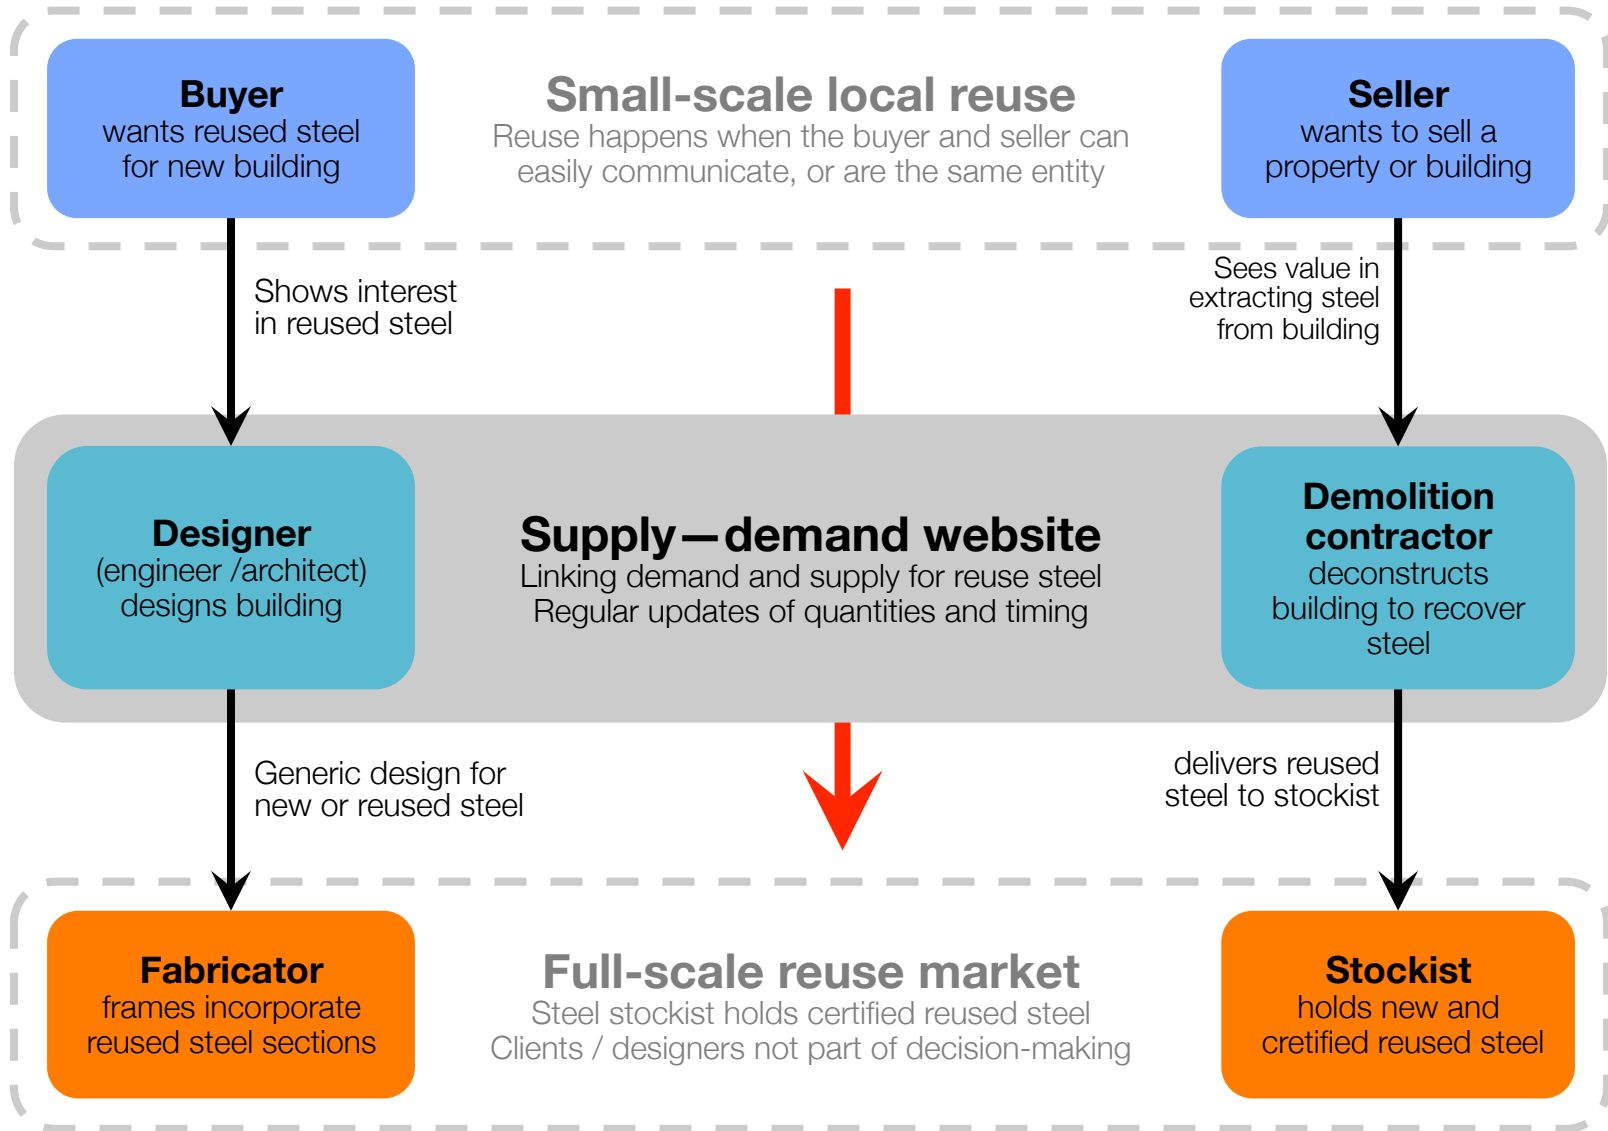 Buyer
wants reused steel
for new building
Small-scale local reuse
Reuse happens when the buyer and seller can
easily communicate, or are the same entity
Seller
wants to sell a
property or building
Shows interest
in reused steel
Sees value in
extracting steel
from building
Designer
(engineer /architect)
designs building
Supply—demand website
Linking demand and supply for reuse steel
Regular updates of quantities and timing
Demolition
contractor
deconstructs
building to recover
steel
Generic design for
new or reused steel
delivers reused
steel to stockist
Fabricator
frames incorporate
reused steel sections
Full-scale reuse market
Steel stockist holds certified reused steel
Clients / designers not part of decision-making
Stockist
holds new and
cretified reused steel